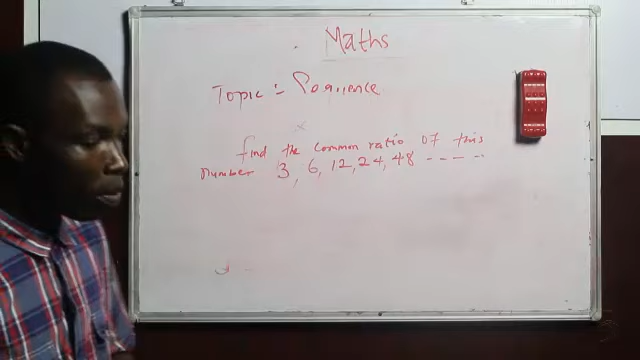 Maths
Topic :- Sequence
find the common ratio of this
number 3, 6, 12, 24, 48 - - - - --